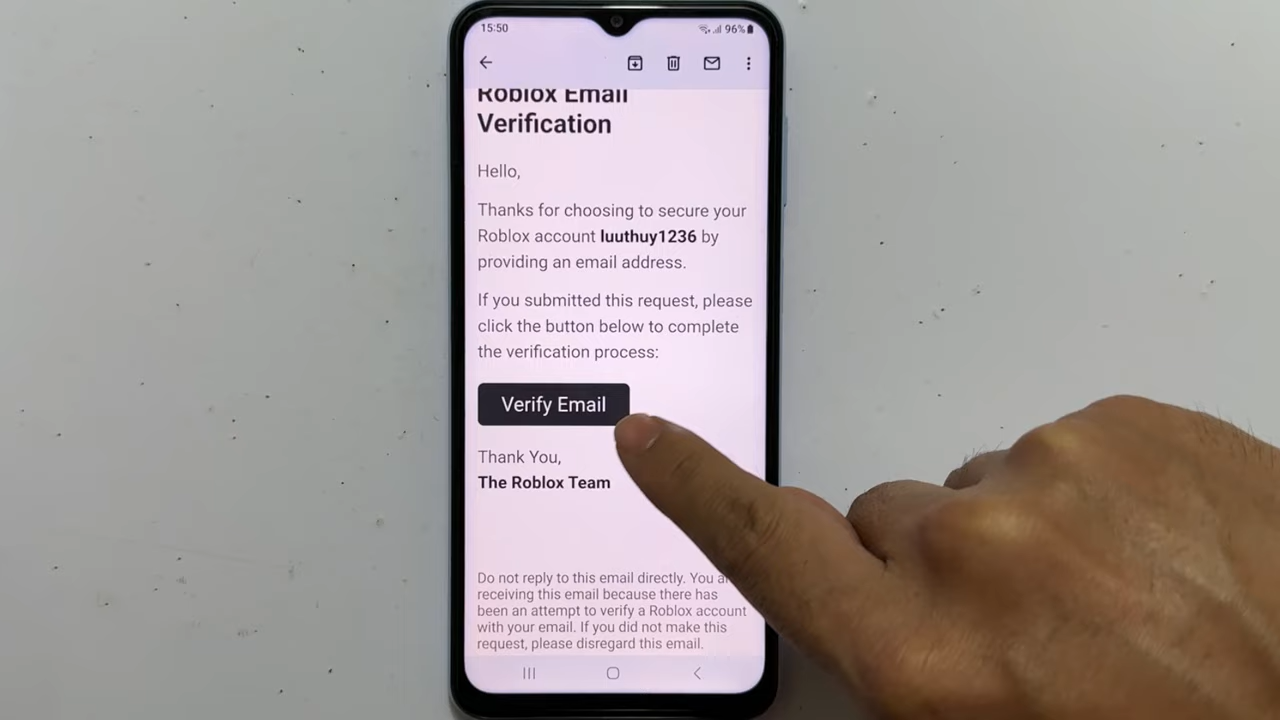 15:50
96%
Roblox Email
Verification
Hello,
Thanks for choosing to secure your
Roblox account luuthuy1236 by
providing an email address.
If you submitted this request, please
click the button below to complete
the verification process:
Verify Email
Thank You,
The Roblox Team
Do not reply to this email directly. You
receiving this email because there has
been an attempt to verify a Roblox account
with your email. If you did not make this
request, please disregard this email.